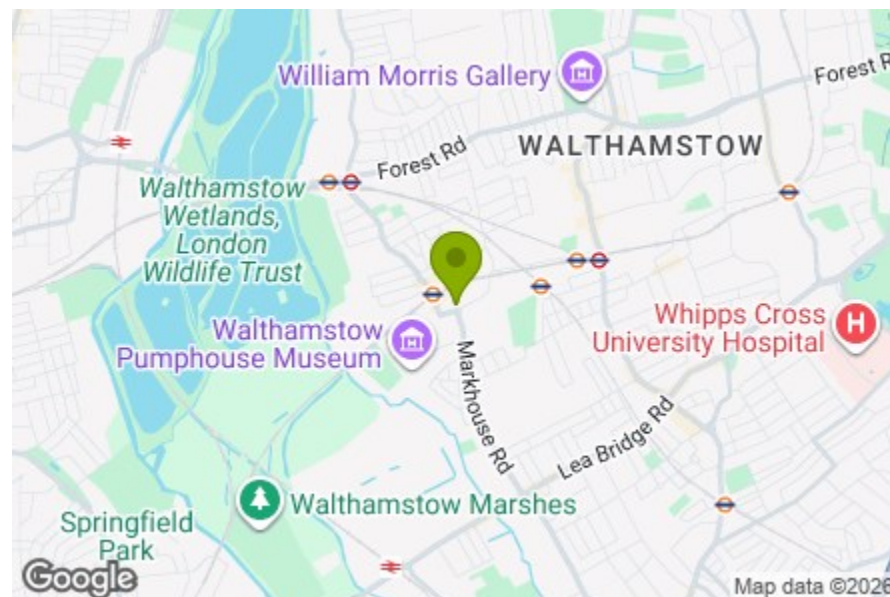 William Morris Gallery
Forest R
Forest Rd
WALTHAMSTOW
Walthamstow
Wetlands,
London
Wildlife Trust
Whipps Cross
University Hospital
H
Walthamstow
Pumphouse Museum
Markhouse Rd
Lea Bridge Rd
Walthamstow Marshes
Springfield
Park
Google
Map data ©2026